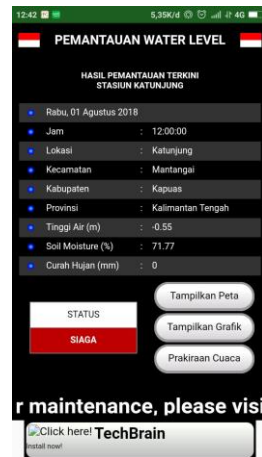 12:42 5,35K/d 4G
PEMANTAUAN WATER LEVEL
HASIL PEMANTAUAN TERKINI
STASIUN KATUNJUNG
Rabu, 01 Agustus 2018
Jam : 12:00:00
Lokasi : Katunjung
Kecamatan : Mantangai
Kabupaten : Kapuas
Provinsi : Kalimantan Tengah
Tinggi Air (m) : -0.55
Soil Moisture (%) : 71.77
Curah Hujan (mm) : 0
STATUS
SIAGA
Tampilkan Peta
Tampilkan Grafik
Prakiraan Cuaca
r maintenance, please visi
Click here! TechBrain
Install now!